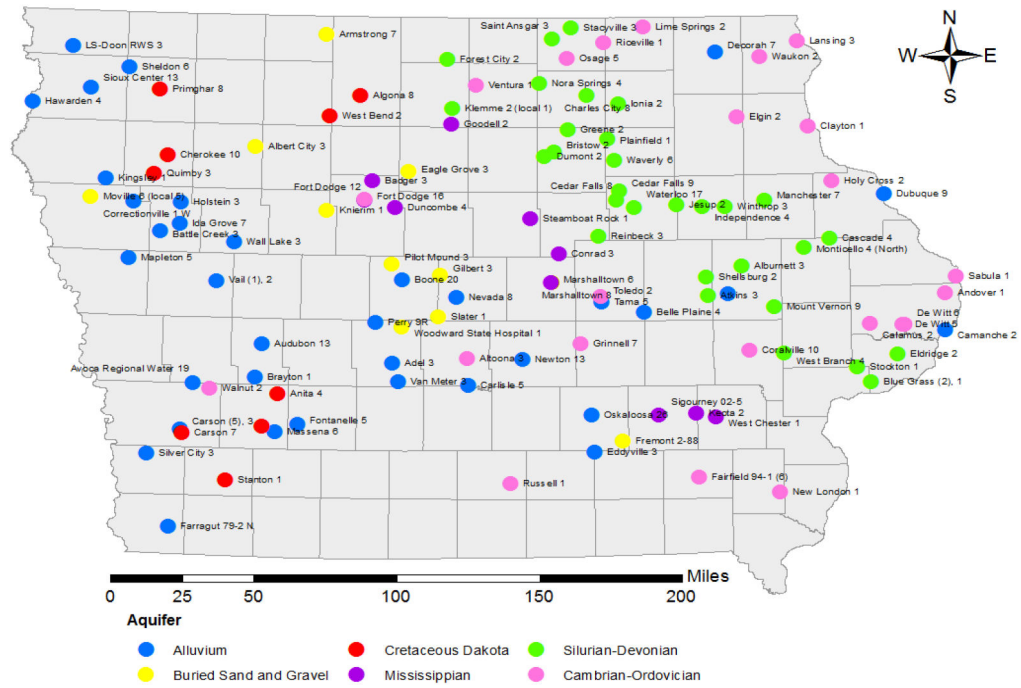 Saint Ansgar 3
Stacyville 3
Lime Springs 2
N
Armstrong 7
Riceville 1
Lansing 3
LS-Doon RWS 3
Decorah 7
W
E
Forest City 2
Osage 5
Waukon 2
Sheldon 6
Sioux Center 13
S
Primghar 8
Ventura 1
Nora Springs 4
Hawarden 4
Algona 8
Klemme 2 (local 1)
Charles City 8
Ionia 2
West Bend 2
Goodell 2
Elgin 2
Clayton 1
Greene 2
Plainfield 1
Albert City 3
Bristow 2
Cherokee 10
Dumont 2
Waverly 6
Quimby 3
Eagle Grove 3
Kingsley 1
Badger 3
Holy Cross 2
Fort Dodge 12
Cedar Falls 8
Cedar Falls 9
Manchester 7
Dubuque 9
Moville 6 (local 5)
Fort Dodge 16
Waterloo 17
Holstein 3
Duncombe 4
Jesup 2
Winthrop 3
Correctionville 1 W
Knierim 1
Steamboat Rock 1
Independence 4
Ida Grove 7
Battle Creek 3
Reinbeck 3
Cascade 4
Wall Lake 3
Monticello 4 (North)
Mapleton 5
Conrad 3
Pilot Mound 3
Alburnett 3
Gilbert 3
Shellsburg 2
Sabula 1
Vail (1), 2
Boone 20
Marshalltown 6
Toledo 2
Andover 1
Marshalltown 8
Atkins 3
Nevada 8
Tama 5
Mount Vernon 9
Belle Plaine 4
De Witt 6
Slater 1
Perry 9R
De Witt 5
Woodward State Hospital 1
Calamus 2
Camanche 2
Audubon 13
Grinnell 7
Coralville 10
Eldridge 2
Altoona 3
Newton 13
West Branch 4
Adel 3
Avoca Regional Water 19
Stockton 1
Brayton 1
Van Meter 3
Carlisle 5
Blue Grass (2), 1
Walnut 2
Anita 4
Sigourney 02-5
Keota 2
Oskaloosa 26
Carson (5), 3
Fontanelle 5
West Chester 1
Carson 7
Massena 6
Fremont 2-88
Silver City 3
Eddyville 3
Stanton 1
Russell 1
Fairfield 94-1 (6)
New London 1
Farragut 79-2 N
Miles
0 25 50 100 150 200
Aquifer
Alluvium
Cretaceous Dakota
Silurian-Devonian
Buried Sand and Gravel
Mississippian
Cambrian-Ordovician